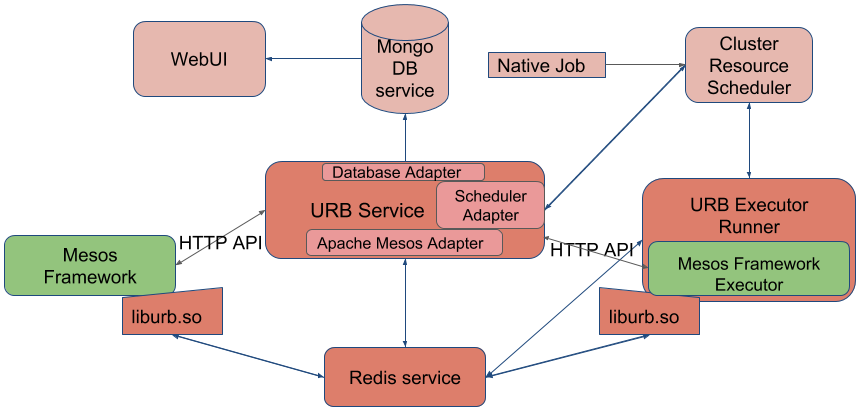 WebUI
Mongo
DB
service
Native Job
Cluster
Resource
Scheduler
Database Adapter
URB Service
Scheduler
Adapter
Apache Mesos Adapter
URB Executor
Runner
HTTP API
HTTP API
Mesos
Framework
Mesos Framework
Executor
liburb.so
liburb.so
Redis service